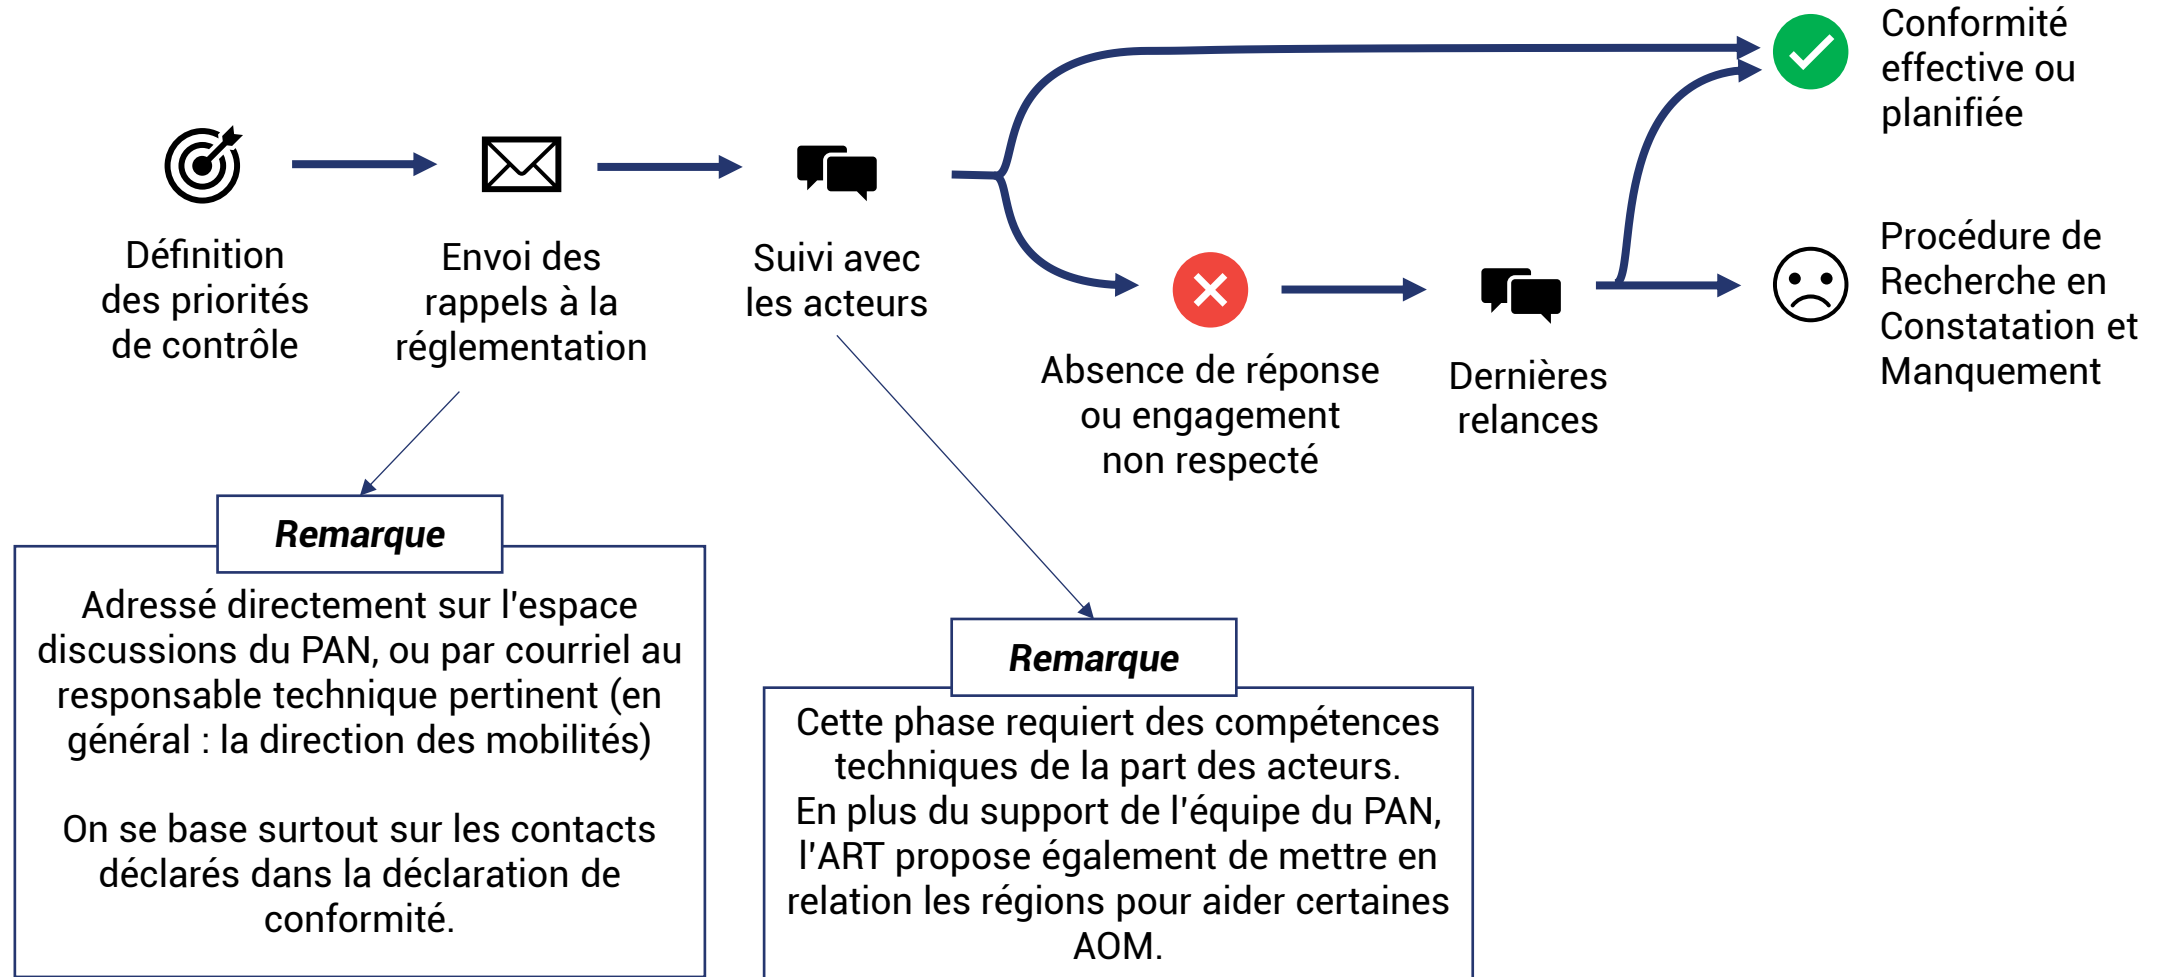 Définition
des priorités
de contrôle
Envoi des
rappels à la
réglementation
Suivi avec
les acteurs
Conformité
effective ou
planifiée
Absence de réponse
ou engagement
non respecté
Dernières
relances
Procédure de
Recherche en
Constatation et
Manquement
Remarque
Adressé directement sur l'espace
discussions du PAN, ou par courriel au
responsable technique pertinent (en
général : la direction des mobilités)
On se base surtout sur les contacts
déclarés dans la déclaration de
conformité.
Remarque
Cette phase requiert des compétences
techniques de la part des acteurs.
En plus du support de l'équipe du PAN,
l'ART propose également de mettre en
relation les régions pour aider certaines
AOM.